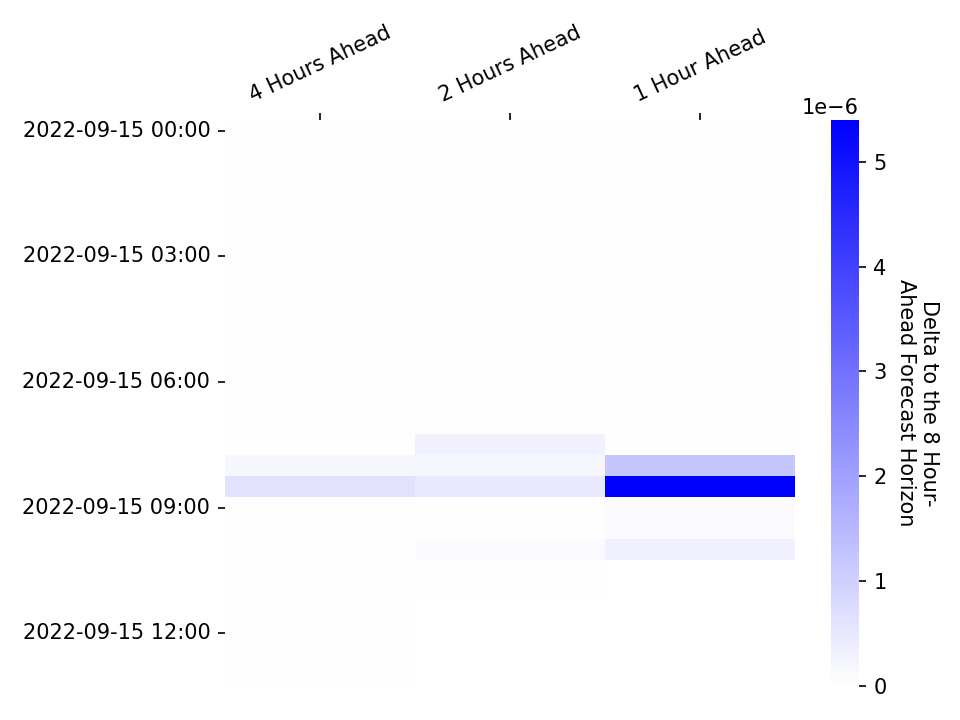 4 Hours Ahead
2 Hours Ahead
1 Hour Ahead
1e−6
2022-09-15 00:00
2022-09-15 03:00
2022-09-15 06:00
2022-09-15 09:00
2022-09-15 12:00
5
4
3
2
1
0
Delta to the 8 Hour-
Ahead Forecast Horizon